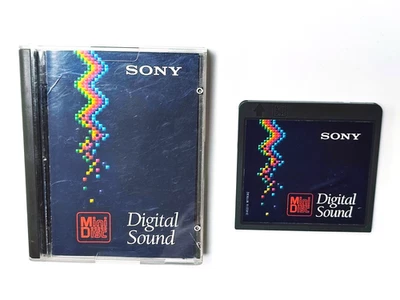 SONY
Mini
Disc
Digital
Sound
SONY
Mini
Disc
Digital
Sound